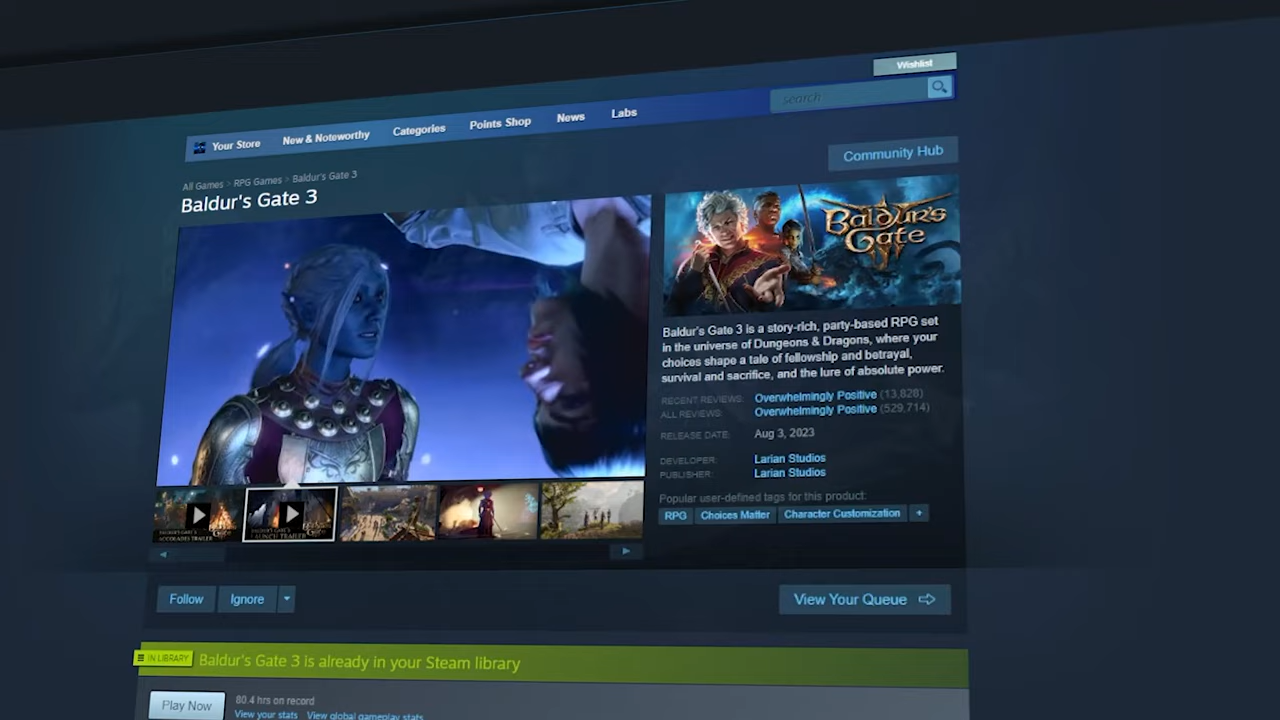 Wishlist
search
Your Store New & Noteworthy Categories Points Shop News Labs
Community Hub
All Games > RPG Games > Baldur's Gate 3
Baldur's Gate 3
Baldur's Gate
Baldur's Gate 3 is a story-rich, party-based RPG set
in the universe of Dungeons & Dragons, where your
choices shape a tale of fellowship and betrayal,
survival and sacrifice, and the lure of absolute power.
RECENT REVIEWS: Overwhelmingly Positive (13,828)
ALL REVIEWS: Overwhelmingly Positive (529,714)
RELEASE DATE: Aug 3, 2023
DEVELOPER: Larian Studios
PUBLISHER: Larian Studios
Popular user-defined tags for this product:
RPG Choices Matter Character Customization +
ACCOLADES TRAILER
LAUNCH TRAILER
Follow Ignore
View Your Queue
IN LIBRARY Baldur's Gate 3 is already in your Steam library
Play Now
80.4 hrs on record
View your stats View global gameplay stats